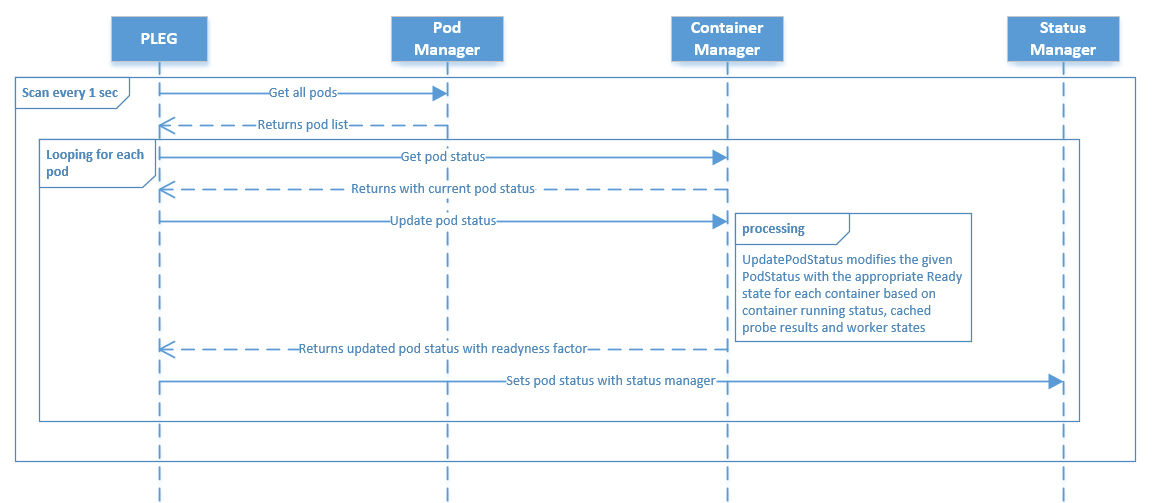 PLEG
Pod
Manager
Container
Manager
Status
Manager
Scan every 1 sec
Get all pods
Returns pod list
Looping for each
pod
Get pod status
Returns with current pod status
Update pod status
processing
UpdatePodStatus modifies the given
PodStatus with the appropriate Ready
state for each container based on
container running status, cached
probe results and worker states
Returns updated pod status with readyness factor
Sets pod status with status manager